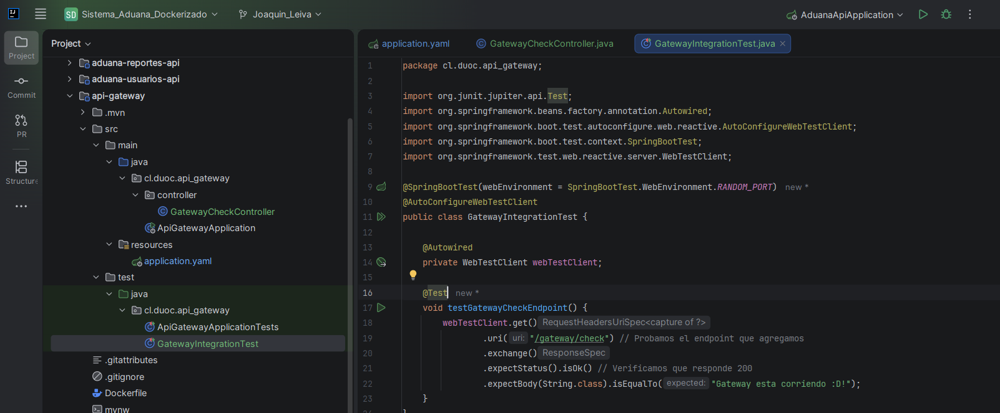 SD Sistema_Aduana_Dockerizado Joaquin_Leiva AduanaApiApplication
Project
Commit
PR
Structure
Project
aduana-reportes-api
aduana-usuarios-api
api-gateway
.mvn
src
main
java
cl.duoc.api_gateway
controller
GatewayCheckController
ApiGatewayApplication
resources
application.yaml
test
java
cl.duoc.api_gateway
ApiGatewayApplicationTests
GatewayIntegrationTest
.gitattributes
.gitignore
Dockerfile
mvnw
application.yaml GatewayCheckController.java GatewayIntegrationTest.java
1 package cl.duoc.api_gateway;
2
3 import org.junit.jupiter.api.Test;
4 import org.springframework.beans.factory.annotation.Autowired;
5 import org.springframework.boot.test.autoconfigure.web.reactive.AutoConfigureWebTestClient;
6 import org.springframework.boot.test.context.SpringBootTest;
7 import org.springframework.test.web.reactive.server.WebTestClient;
8
9 @SpringBootTest(webEnvironment = SpringBootTest.WebEnvironment.RANDOM_PORT) new *
10 @AutoConfigureWebTestClient
11 public class GatewayIntegrationTest {
12
13 @Autowired
14 private WebTestClient webTestClient;
15
16 @Test new *
17 void testGatewayCheckEndpoint() {
18 webTestClient.get() RequestHeadersUriSpec<capture of ?>
19 .uri( uri: "/gateway/check") // Probamos el endpoint que agregamos
20 .exchange() ResponseSpec
21 .expectStatus().isOk() // Verificamos que responde 200
22 .expectBody(String.class).isEqualTo( expected: "Gateway esta corriendo :D!");
23 }